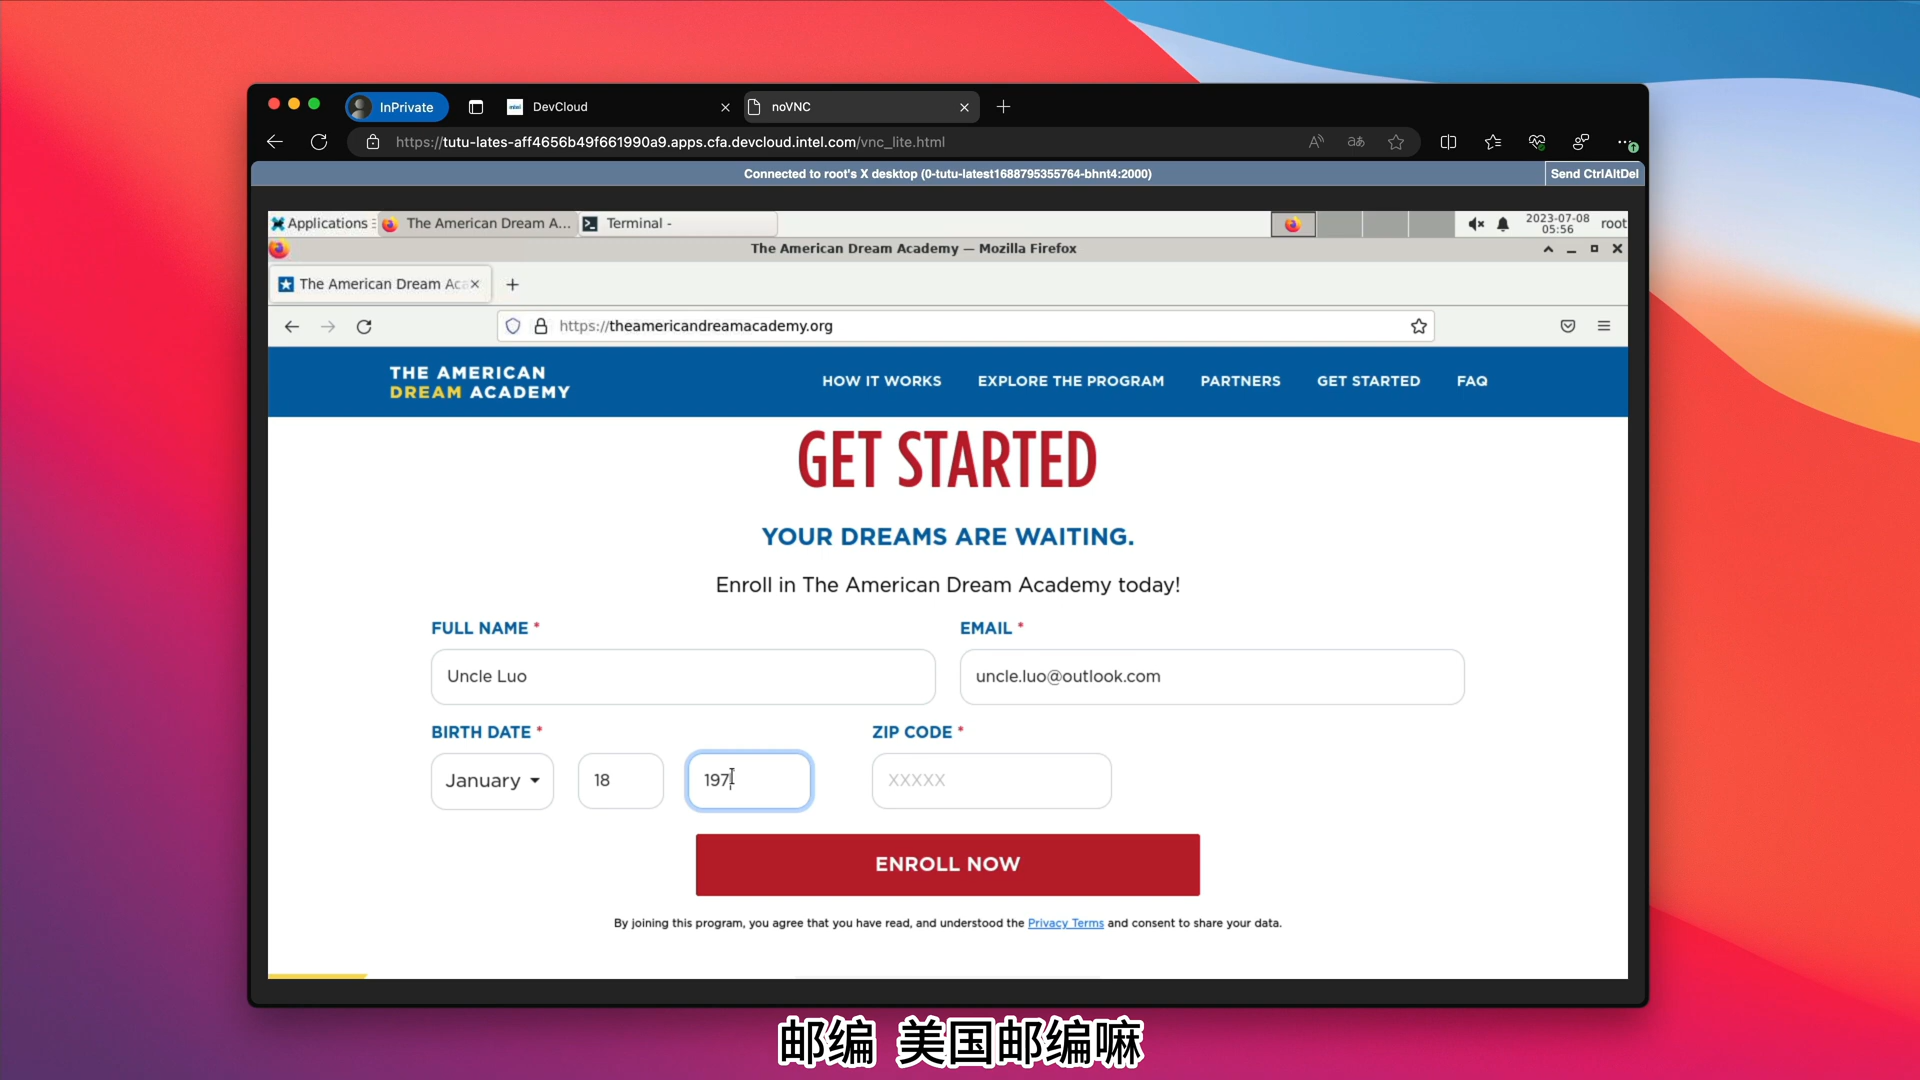 InPrivate
intel
DevCloud
noVNC
https://tutu-lates-aff4656b49f661990a9.apps.cfa.devcloud.intel.com/vnc_lite.html
Connected to root's X desktop (0-tutu-latest1688795355764-bhnt4:2000)
Send CtrlAltDel
Applications
The American Dream A...
Terminal -
2023-07-08
05:56
root
The American Dream Academy — Mozilla Firefox
The American Dream Aca
https://theamericandreamacademy.org
THE AMERICAN
DREAM ACADEMY
HOW IT WORKS
EXPLORE THE PROGRAM
PARTNERS
GET STARTED
FAQ
GET STARTED
YOUR DREAMS ARE WAITING.
Enroll in The American Dream Academy today!
FULL NAME *
EMAIL *
Uncle Luo
uncle.luo@outlook.com
BIRTH DATE *
ZIP CODE *
January
18
197
XXXXX
ENROLL NOW
By joining this program, you agree that you have read, and understood the Privacy Terms and consent to share your data.
邮编 美国邮编嘛